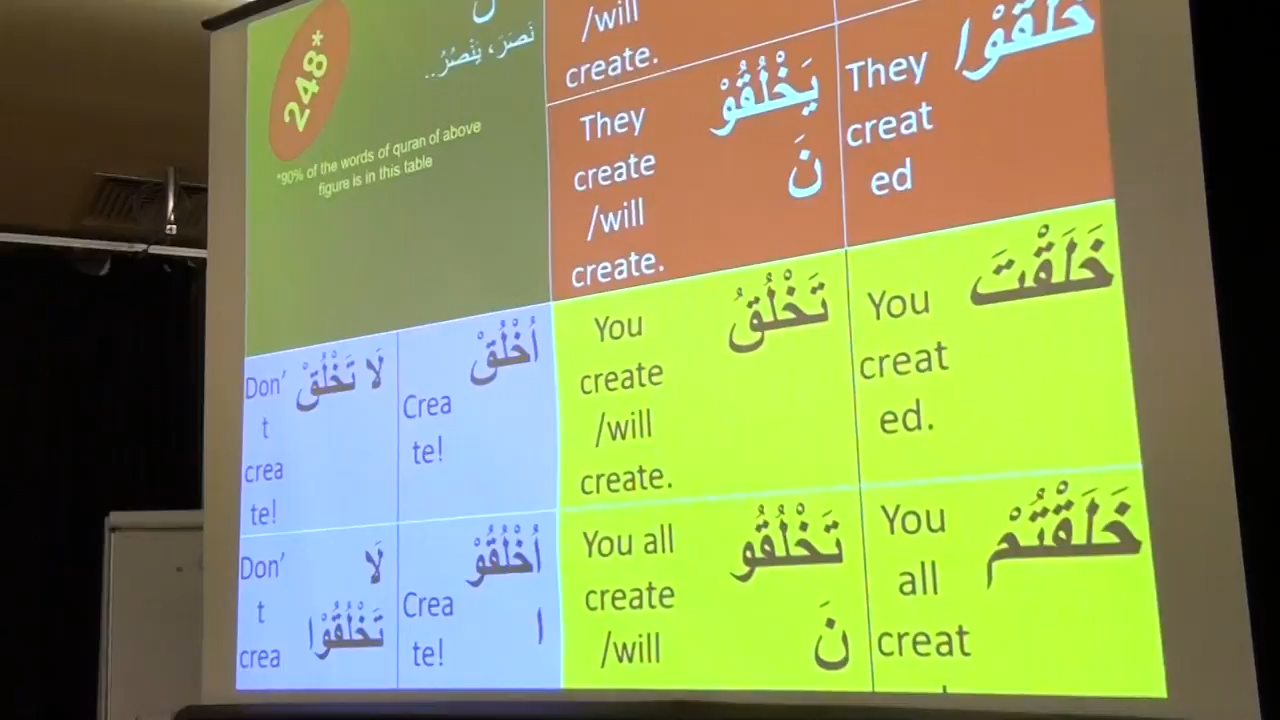 248*
نَصَرَ، يَنْصُرُ..
*90% of the words of quran of above
figure is in this table
/will
create.
خَلَقُوْا
They
creat
ed
يَخْلُقُوْ
نَ
They
create
/will
create.
خَلَقْتَ
You
creat
ed.
تَخْلُقُ
You
create
/will
create.
أُخْلُقْ
Crea
te!
لَا تَخْلُقْ
Don’
t
crea
te!
خَلَقْتُمْ
You
all
creat
تَخْلُقُو
نَ
You all
create
/will
أُخْلُقُوْ
ا
Crea
te!
لَا
تَخْلُقُوْا
Don’
t
crea